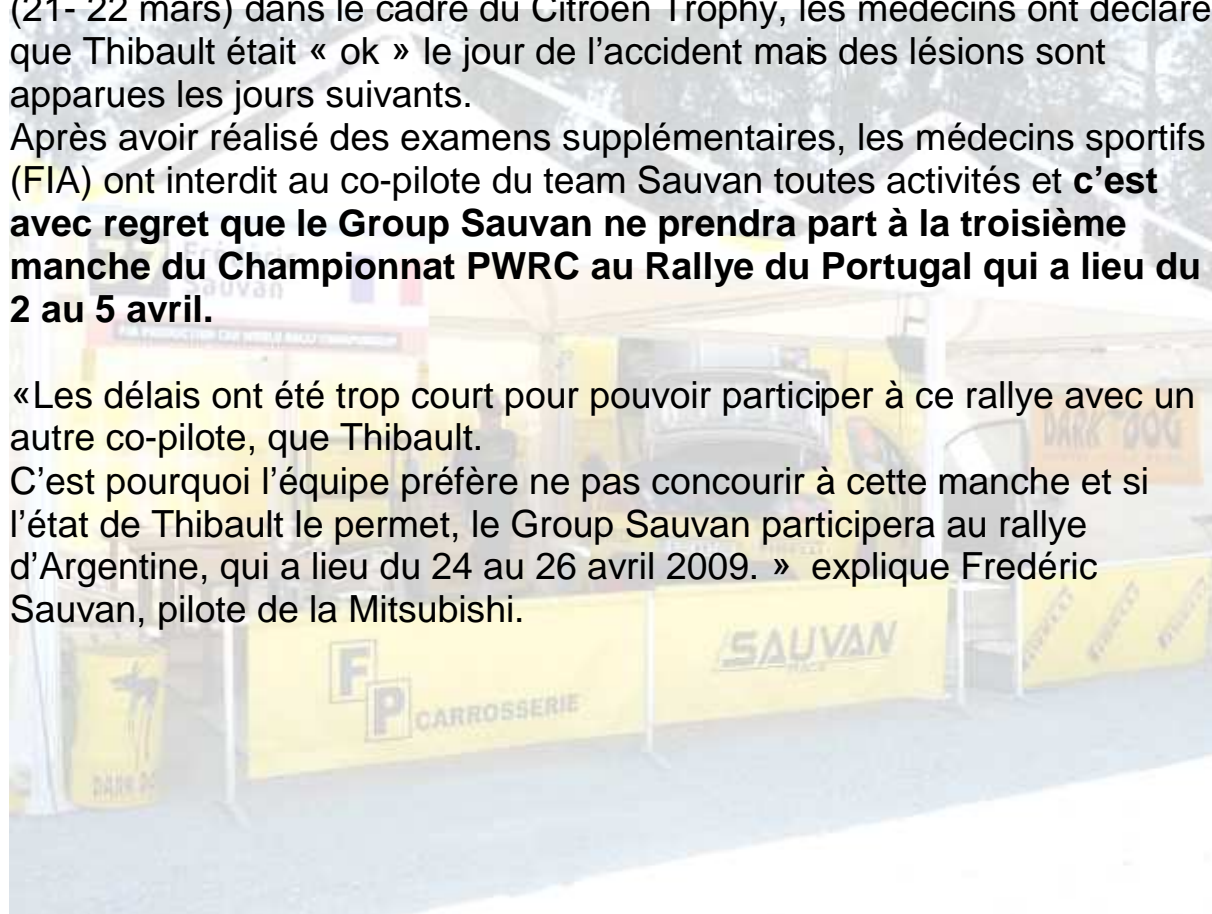 (21- 22 mars) dans le cadre du Citroën Trophy, les médecins ont déclaré
que Thibault était « ok » le jour de l’accident mais des lésions sont
apparues les jours suivants.
Après avoir réalisé des examens supplémentaires, les médecins sportifs
(FIA) ont interdit au co-pilote du team Sauvan toutes activités et c’est
avec regret que le Group Sauvan ne prendra part à la troisième
manche du Championnat PWRC au Rallye du Portugal qui a lieu du
2 au 5 avril.
«Les délais ont été trop court pour pouvoir participer à ce rallye avec un
autre co-pilote, que Thibault.
C’est pourquoi l’équipe préfère ne pas concourir à cette manche et si
l’état de Thibault le permet, le Group Sauvan participera au rallye
d’Argentine, qui a lieu du 24 au 26 avril 2009. » explique Fredéric
Sauvan, pilote de la Mitsubishi.
Sauvan
DARK DOG
FP CARROSSERIE
SAUVAN
DARK